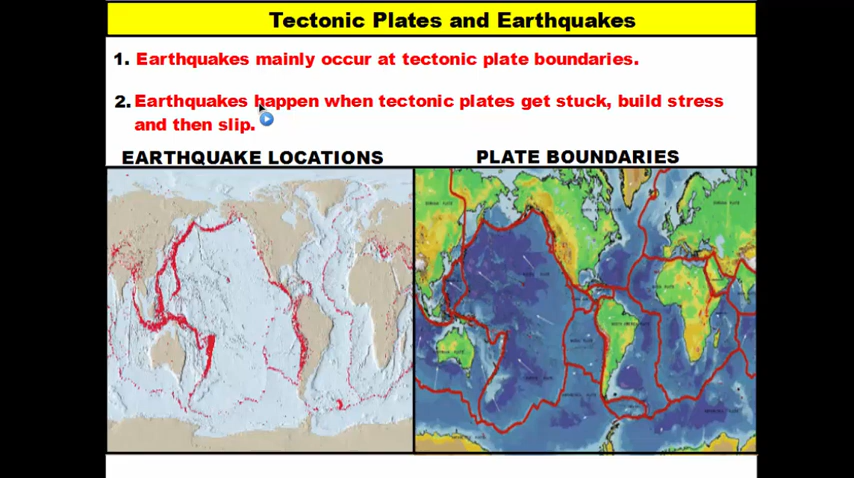 Tectonic Plates and Earthquakes
1. Earthquakes mainly occur at tectonic plate boundaries.
2. Earthquakes happen when tectonic plates get stuck, build stress
and then slip.
EARTHQUAKE LOCATIONS
PLATE BOUNDARIES